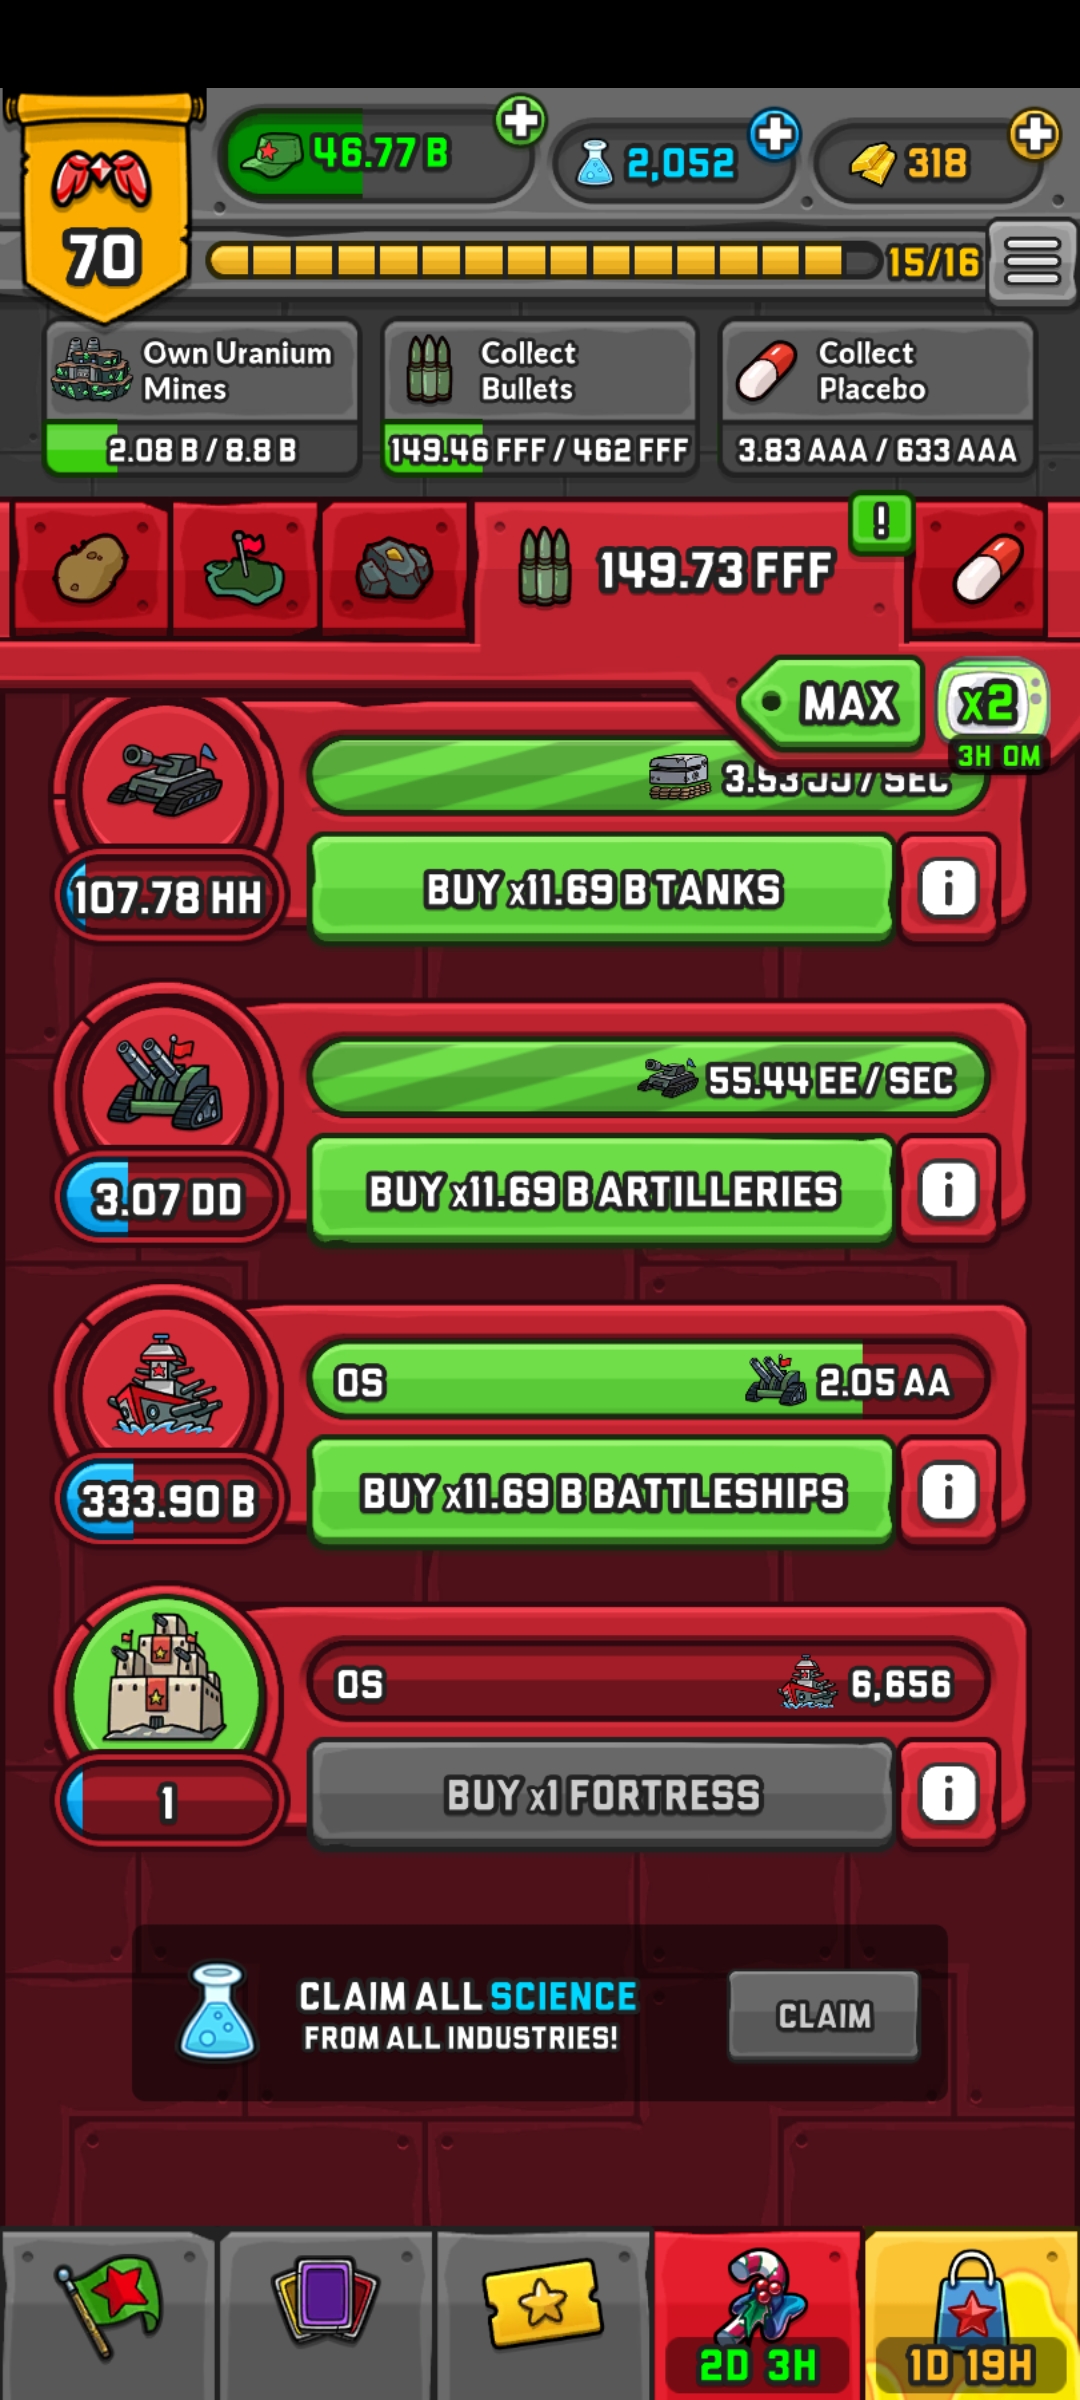 46.77 B
2,052
318
70
15/16
Own Uranium
Mines
2.08 B / 8.8 B
Collect
Bullets
149.46 FFF / 462 FFF
Collect
Placebo
3.83 AAA / 633 AAA
149.73 FFF
!
MAX
x2
3H 0M
3.53 JJ / SEC
107.78 HH
BUY x11.69 B TANKS
i
55.44 EE / SEC
3.07 DD
BUY x11.69 B ARTILLERIES
i
0S
2.05 AA
333.90 B
BUY x11.69 B BATTLESHIPS
i
0S
6,656
1
BUY x1 FORTRESS
i
CLAIM ALL SCIENCE
FROM ALL INDUSTRIES!
CLAIM
2D 3H
1D 19H